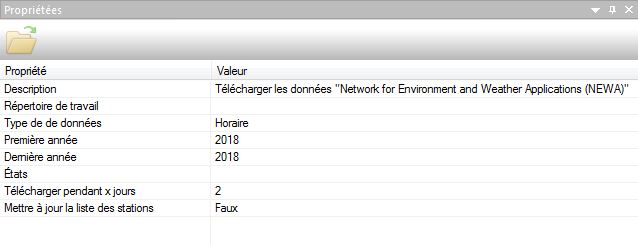 Propriétées
Propriété Valeur
Description Télécharger les données "Network for Environment and Weather Applications (NEWA)"
Répertoire de travail
Type de de données Horaire
Première année 2018
Dernière année 2018
États
Télécharger pendant x jours 2
Mettre à jour la liste des stations Faux